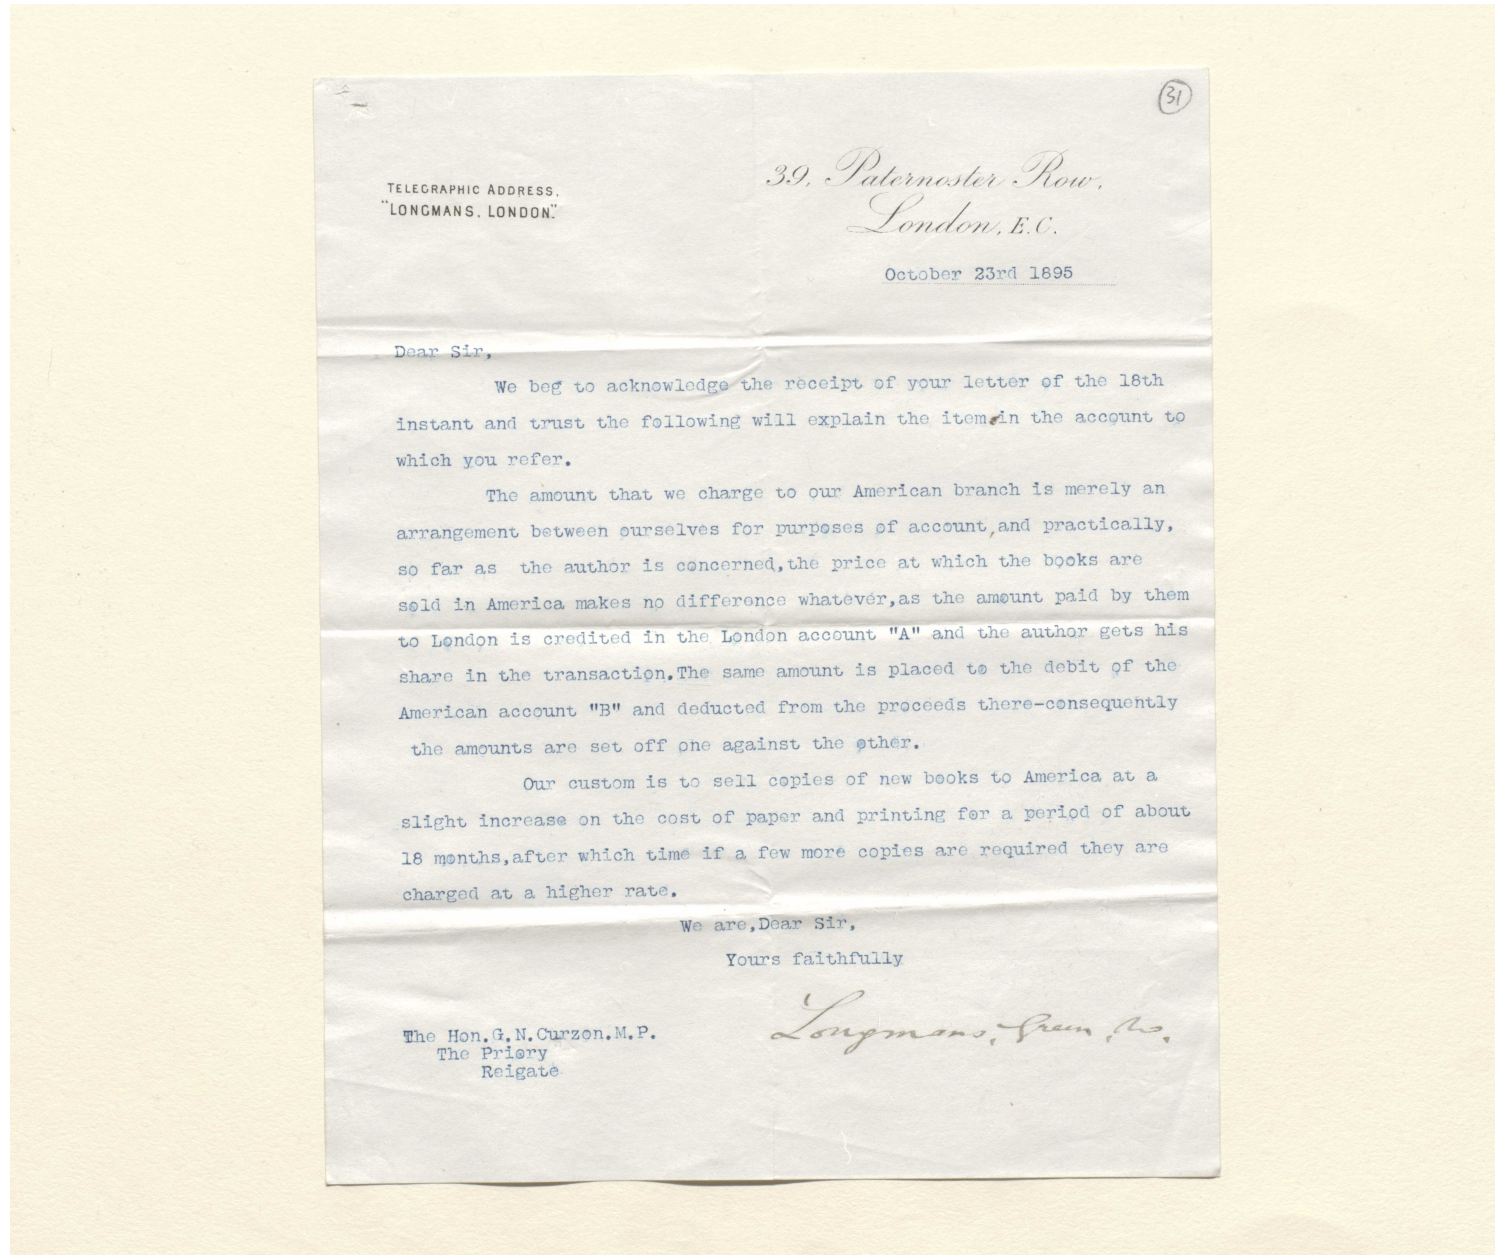 31
TELEGRAPHIC ADDRESS.
"LONGMANS. LONDON."
39, Paternoster Row,
London, E.C.
October 23rd 1895
Dear Sir,
We beg to acknowledge the receipt of your letter of the 18th
instant and trust the following will explain the item in the account to
which you refer.
The amount that we charge to our American branch is merely an
arrangement between ourselves for purposes of account,and practically,
so far as the author is concerned,the price at which the books are
sold in America makes no difference whatever,as the amount paid by them
to London is credited in the London account "A" and the author gets his
share in the transaction.The same amount is placed to the debit of the
American account "B" and deducted from the proceeds there-consequently
the amounts are set off one against the other.
Our custom is to sell copies of new books to America at a
slight increase on the cost of paper and printing for a period of about
18 months,after which time if a few more copies are required they are
charged at a higher rate.
We are,Dear Sir,
Yours faithfully
Longmans, Green, &Co.
The Hon.G.N.Curzon.M.P.
The Priory
Reigate